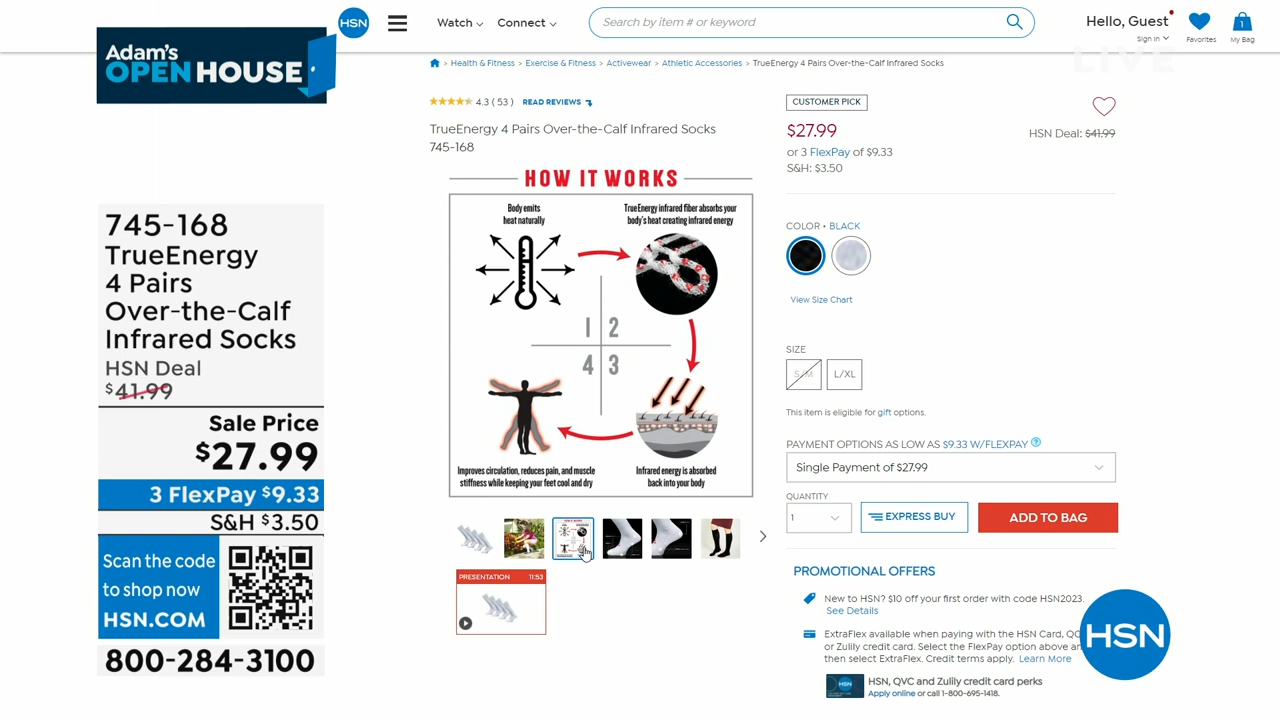 Adam's
OPEN HOUSE
HSN
Watch
Connect
Search by item # or keyword
Hello, Guest
Sign In
Favorites
1
My Bag
LIVE
Health & Fitness > Exercise & Fitness > Activewear > Athletic Accessories > TrueEnergy 4 Pairs Over-the-Calf Infrared Socks
4.3 ( 53 ) READ REVIEWS
TrueEnergy 4 Pairs Over-the-Calf Infrared Socks
745-168
HOW IT WORKS
Body emits
heat naturally
TrueEnergy infrared fiber absorbs your
body's heat creating infrared energy
1 2
4 3
Improves circulation, reduces pain, and muscle
stiffness while keeping your feet cool and dry
Infrared energy is absorbed
back into your body
PRESENTATION 11:53
CUSTOMER PICK
$27.99
HSN Deal: $41.99
or 3 FlexPay of $9.33
S&H: $3.50
COLOR • BLACK
View Size Chart
SIZE
S/M
L/XL
This item is eligible for gift options.
PAYMENT OPTIONS AS LOW AS $9.33 W/FLEXPAY ?
Single Payment of $27.99
QUANTITY
1
EXPRESS BUY
ADD TO BAG
PROMOTIONAL OFFERS
New to HSN? $10 off your first order with code HSN2023.
See Details
ExtraFlex available when paying with the HSN Card,
or Zulily credit card. Select the FlexPay option above
then select ExtraFlex. Credit terms apply. Learn More
HSN, QVC and Zulily credit card perks
Apply online or call 1-800-695-1418.
HSN
745-168
TrueEnergy
4 Pairs
Over-the-Calf
Infrared Socks
HSN Deal
$41.99
Sale Price
$27.99
3 FlexPay $9.33
S&H $3.50
Scan the code
to shop now
HSN.COM
800-284-3100